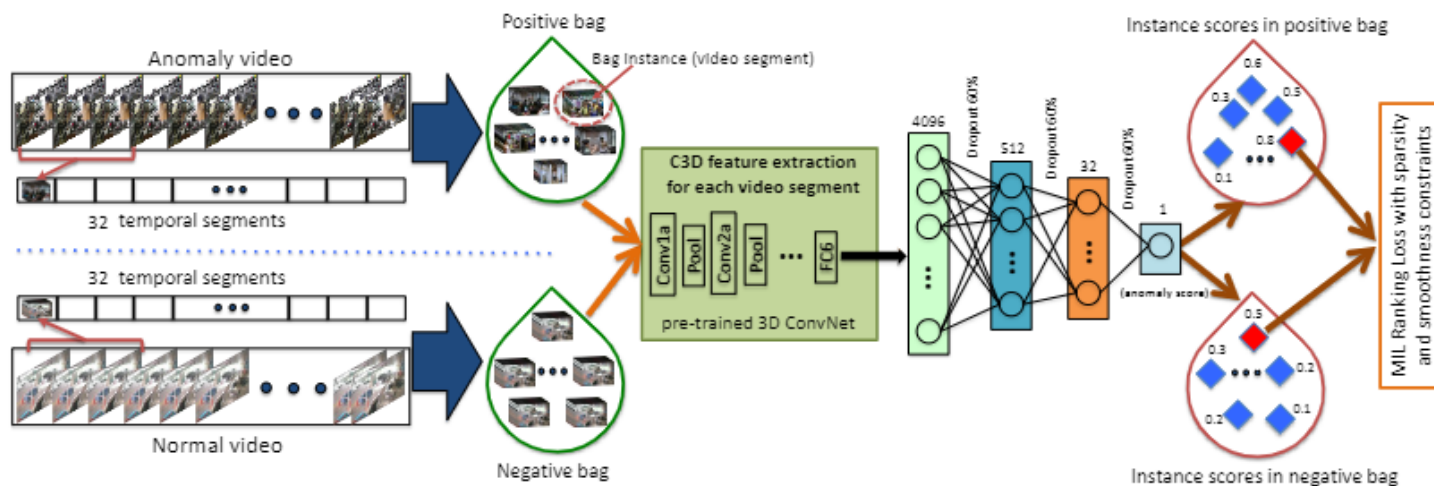 Anomaly video
32 temporal segments
32 temporal segments
Normal video
Positive bag
Bag Instance (video segment)
Negative bag
C3D feature extraction
for each video segment
Conv1a
Pool
Conv2a
Pool
...
FC6
pre-trained 3D ConvNet
4096
Dropout 60%
512
Dropout 60%
32
Dropout 60%
1
(anomaly score)
Instance scores in positive bag
0.6
0.3
0.5
0.8
0.1
0.5
0.3
0.2
0.2
0.1
Instance scores in negative bag
MIL Ranking Loss with sparsity
and smoothness constraints